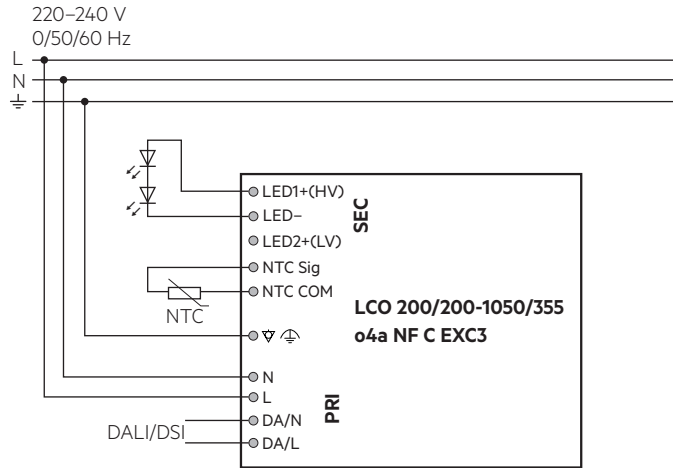 220–240 V
0/50/60 Hz
L
N
LED1+(HV)
LED–
LED2+(LV)
NTC Sig
NTC COM
SEC
NTC
LCO 200/200-1050/355
o4a NF C EXC3
N
L
DA/N
DA/L
PRI
DALI/DSI